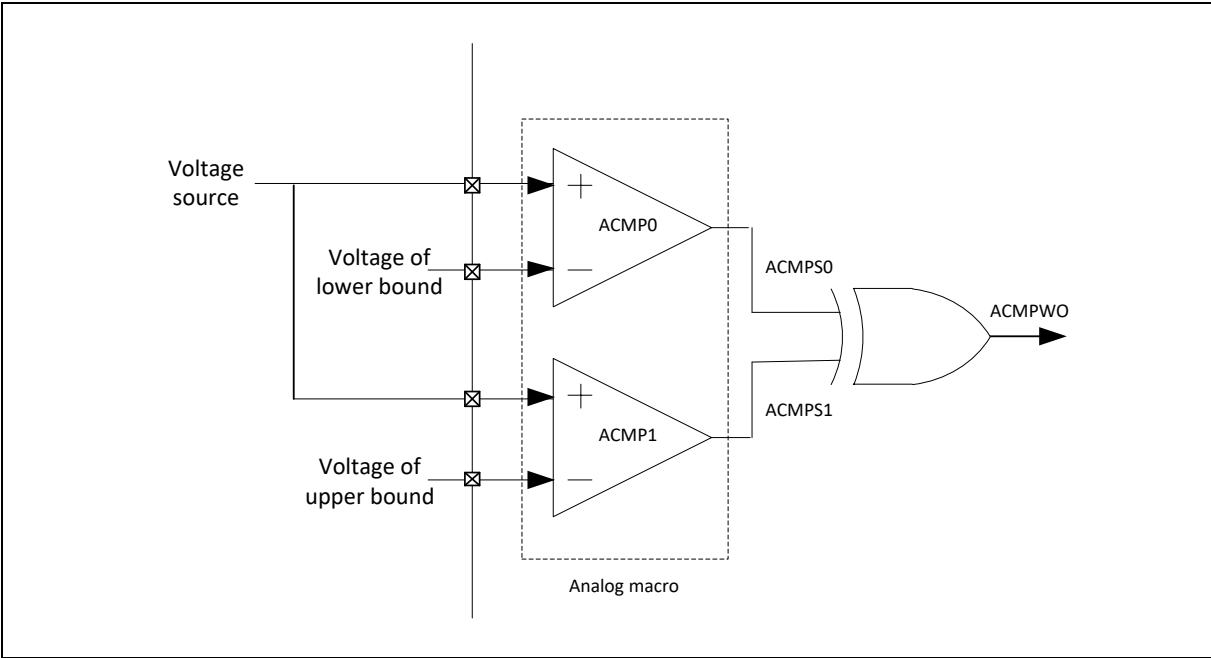 Voltage
source
+
ACMP0
Voltage of
lower bound
−
ACMPS0
ACMPWO
+
ACMPS1
ACMP1
Voltage of
upper bound
−
Analog macro